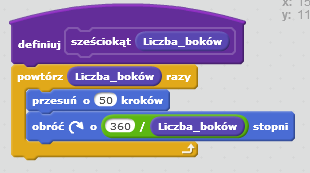 x: 15
y: 11
definiuj sześciokąt Liczba_boków
powtórz Liczba_boków razy
przesuń o 50 kroków
obróć o 360 / Liczba_boków stopni